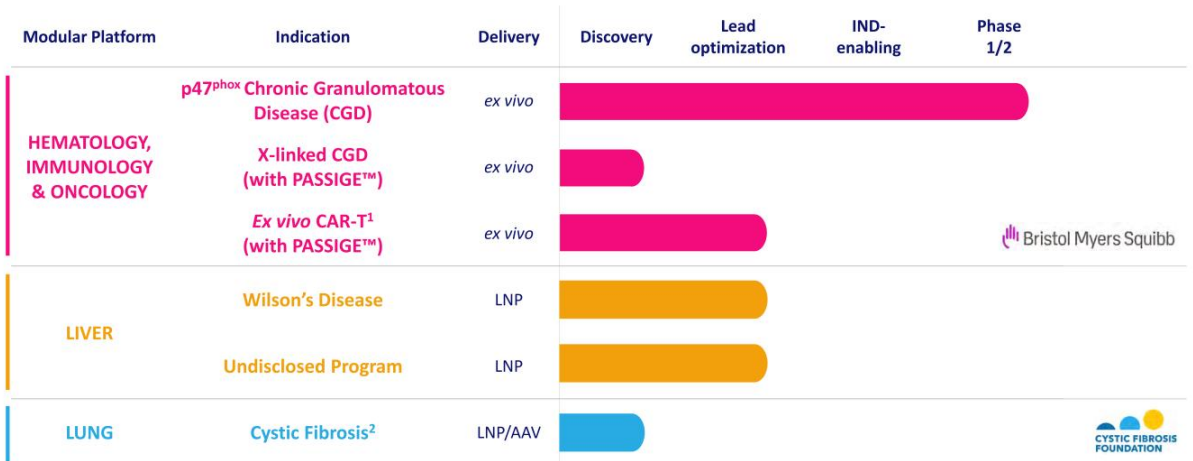 Modular Platform Indication Delivery Discovery Lead optimization IND-enabling Phase 1/2
p47phox Chronic Granulomatous
Disease (CGD)
ex vivo
HEMATOLOGY,
IMMUNOLOGY
& ONCOLOGY
X-linked CGD
(with PASSIGE™)
ex vivo
Ex vivo CAR-T1
(with PASSIGE™)
ex vivo
Bristol Myers Squibb
LIVER
Wilson's Disease
LNP
Undisclosed Program
LNP
LUNG
Cystic Fibrosis2
LNP/AAV
CYSTIC FIBROSIS
FOUNDATION